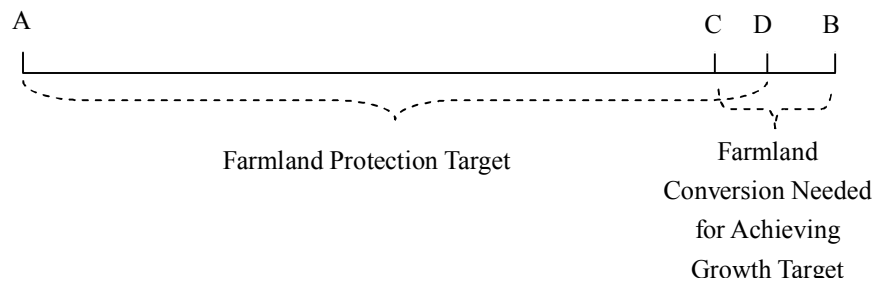 A C D B
Farmland Protection Target
Farmland
Conversion Needed
for Achieving
Growth Target